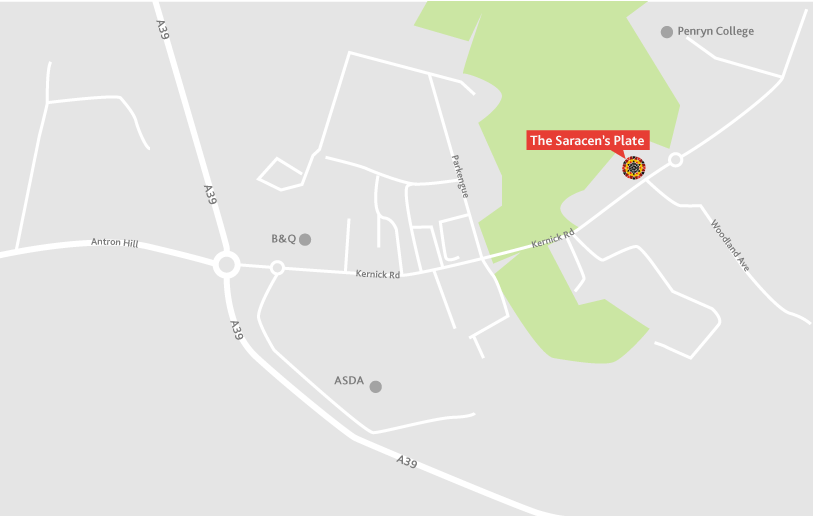 A39
Penryn College
The Saracen's Plate
Parkengue
A39
Woodland Ave
B&Q
Kernick Rd
Antron Hill
Kernick Rd
A39
ASDA
A39